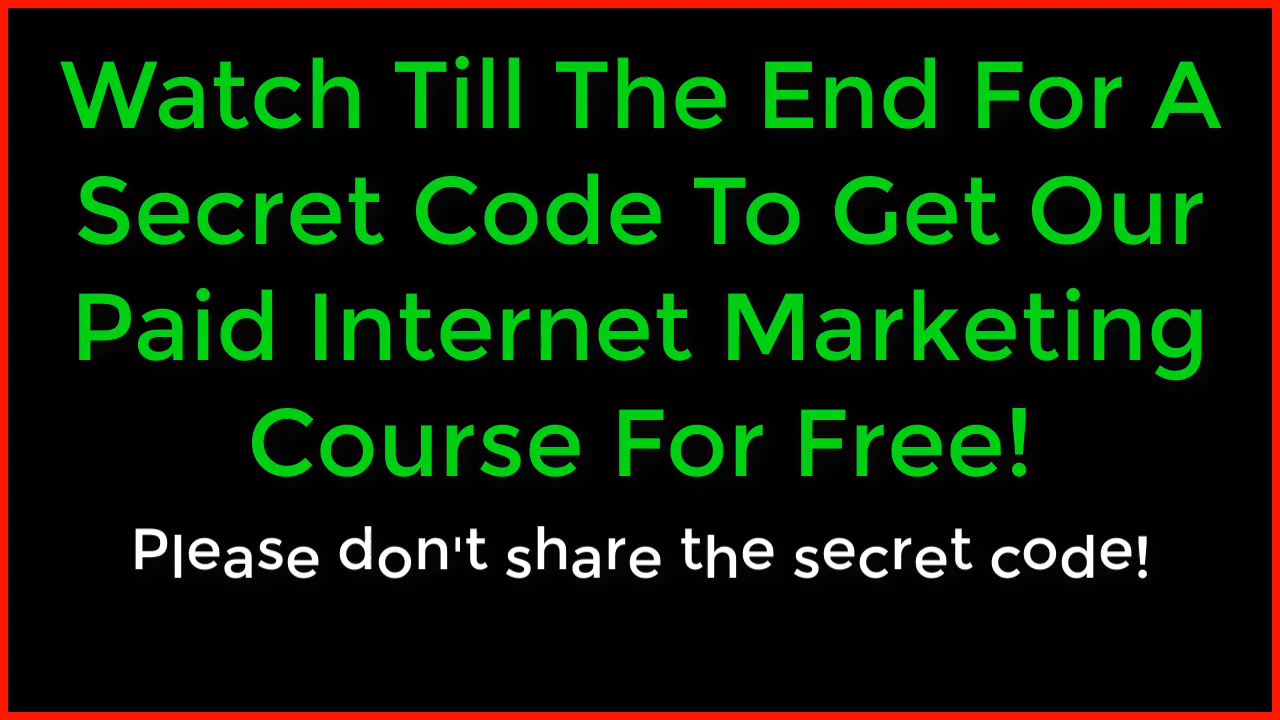 Watch Till The End For A
Secret Code To Get Our
Paid Internet Marketing
Course For Free!
Please don't share the secret code!